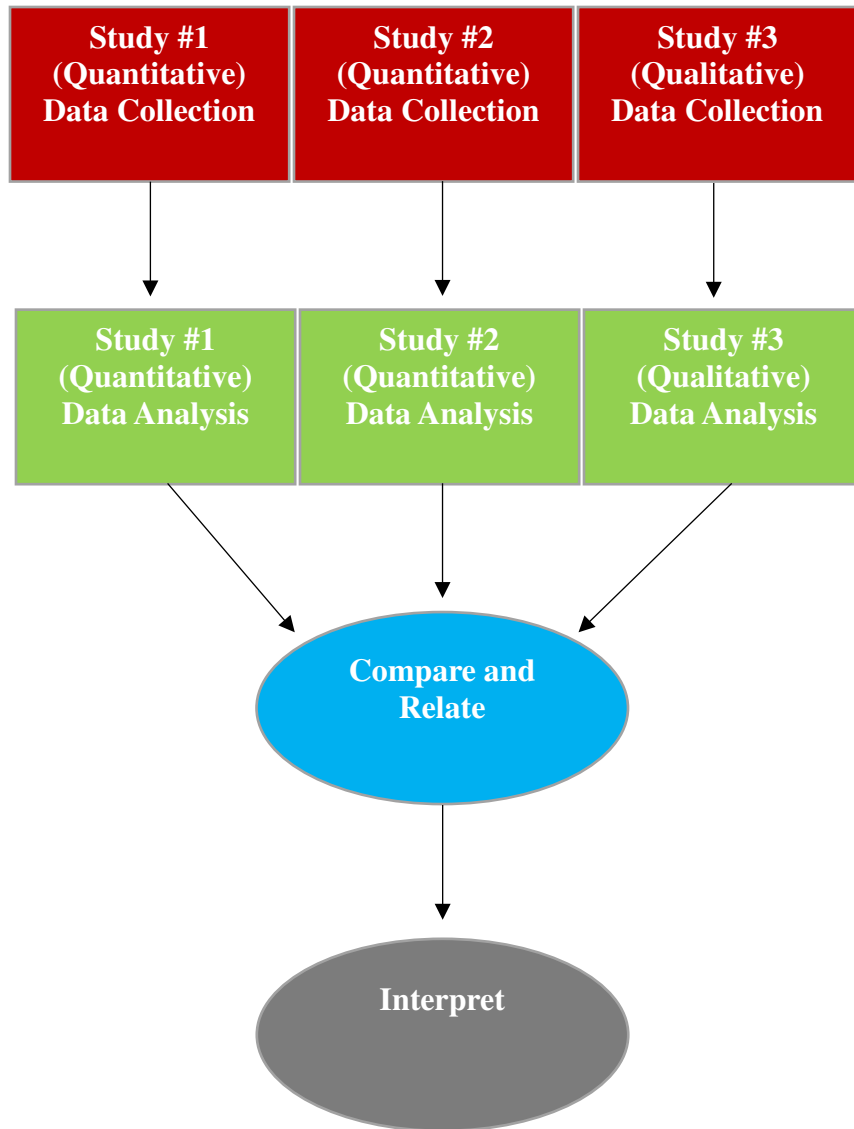 Study #1
(Quantitative)
Data Collection
Study #2
(Quantitative)
Data Collection
Study #3
(Qualitative)
Data Collection
Study #1
(Quantitative)
Data Analysis
Study #2
(Quantitative)
Data Analysis
Study #3
(Qualitative)
Data Analysis
Compare and
Relate
Interpret